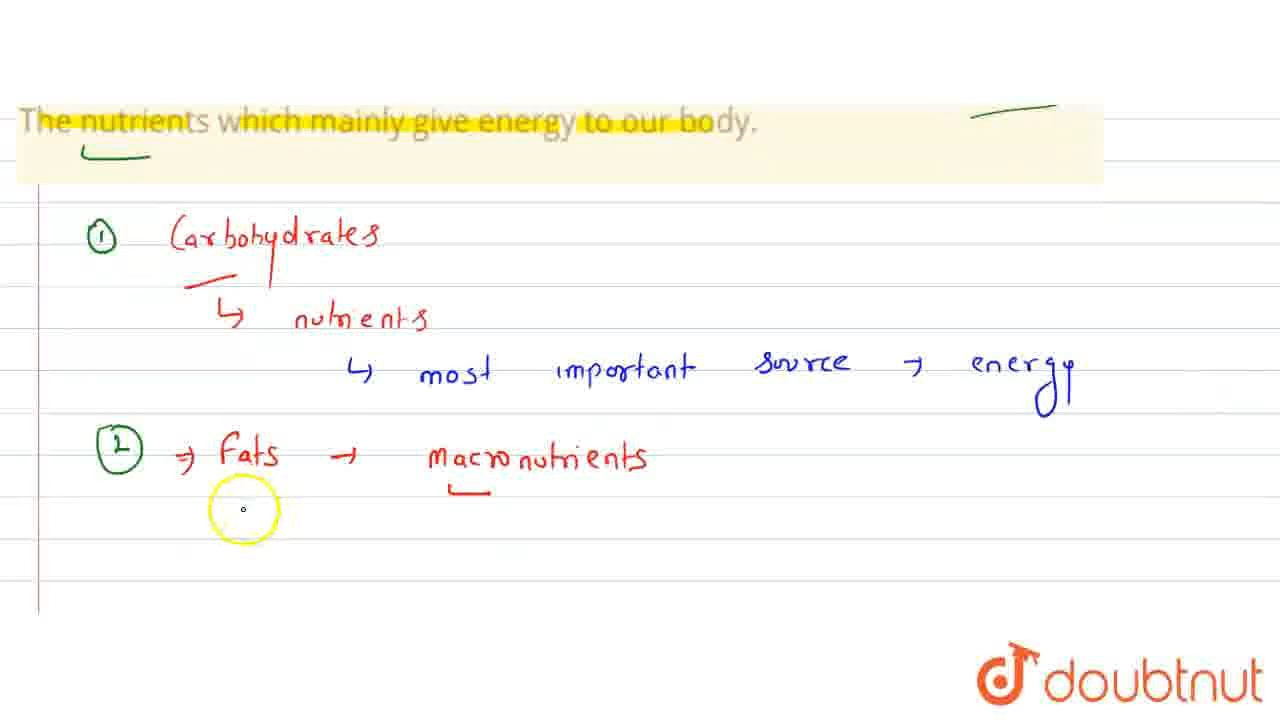 The nutrients which mainly give energy to our body.
① Carbohydrates
↳ nutrients
↳ most important source → energy
② ⇒ Fats → macronutrients
doubtnut